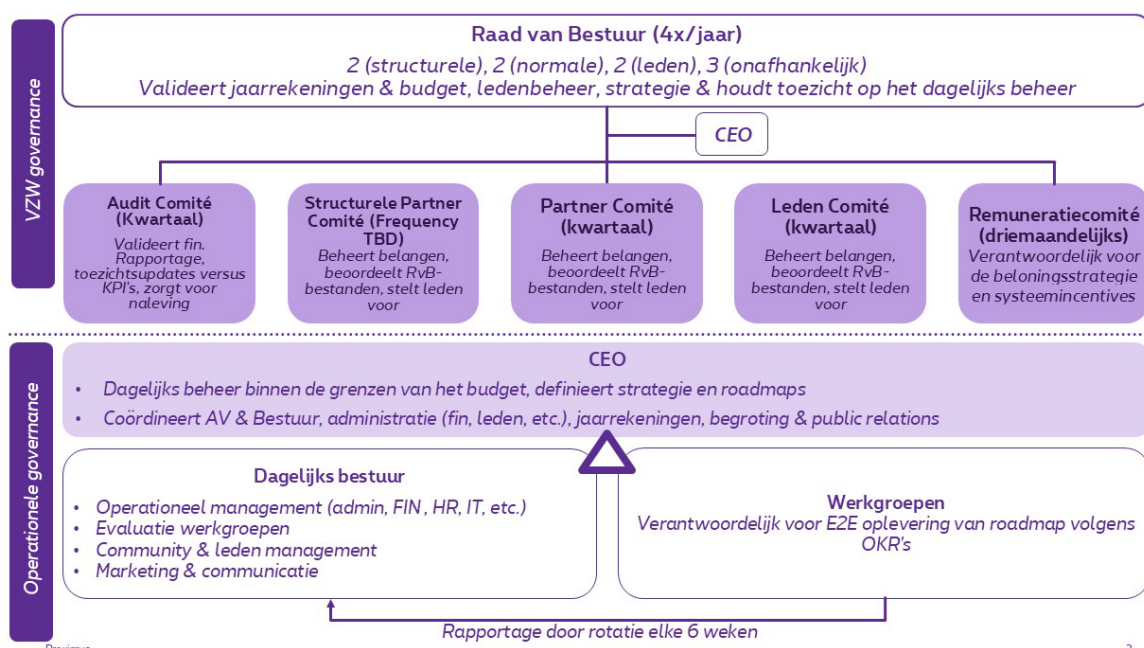 VZW governance
Raad van Bestuur (4x/jaar)
2 (structurele), 2 (normale), 2 (leden), 3 (onafhankelijk)
Valideert jaarrekeningen & budget, ledenbeheer, strategie & houdt toezicht op het dagelijks beheer
CEO
Audit Comité
(Kwartaal)
Valideert fin.
Rapportage,
toezichtsupdates versus
KPI's, zorgt voor
naleving
Structurele Partner
Comité (Frequency
TBD)
Beheert belangen,
beoordeelt RvB-
bestanden, stelt leden
voor
Partner Comité
(kwartaal)
Beheert belangen,
beoordeelt RvB-
bestanden, stelt leden
voor
Leden Comité
(kwartaal)
Beheert belangen,
beoordeelt RvB-
bestanden, stelt leden
voor
Remuneratiecomité
(driemaandelijks)
Verantwoordelijk voor
de beloningsstrategie
en systeemincentives
Operationele governance
CEO
• Dagelijks beheer binnen de grenzen van het budget, definieert strategie en roadmaps
• Coördineert AV & Bestuur, administratie (fin, leden, etc.), jaarrekeningen, begroting & public relations
Dagelijks bestuur
• Operationeel management (admin, FIN , HR, IT, etc.)
• Evaluatie werkgroepen
• Community & leden management
• Marketing & communicatie
Werkgroepen
Verantwoordelijk voor E2E oplevering van roadmap volgens
OKR's
Rapportage door rotatie elke 6 weken